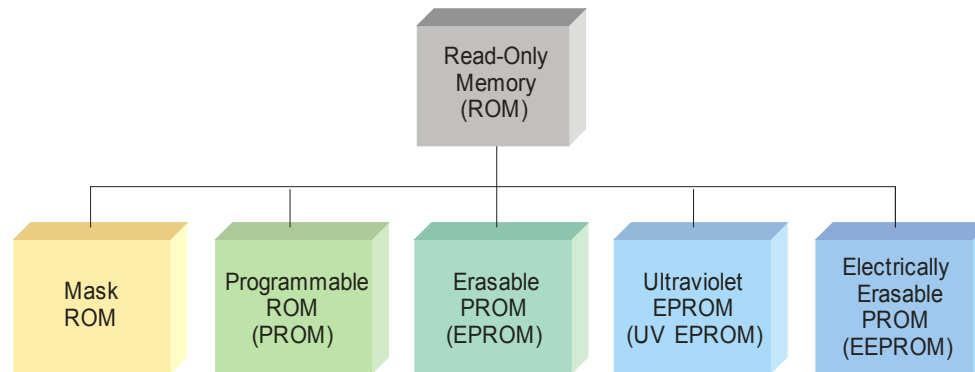 Read-Only
Memory
(ROM)
Mask
ROM
Programmable
ROM
(PROM)
Erasable
PROM
(EPROM)
Ultraviolet
EPROM
(UV EPROM)
Electrically
Erasable
PROM
(EEPROM)